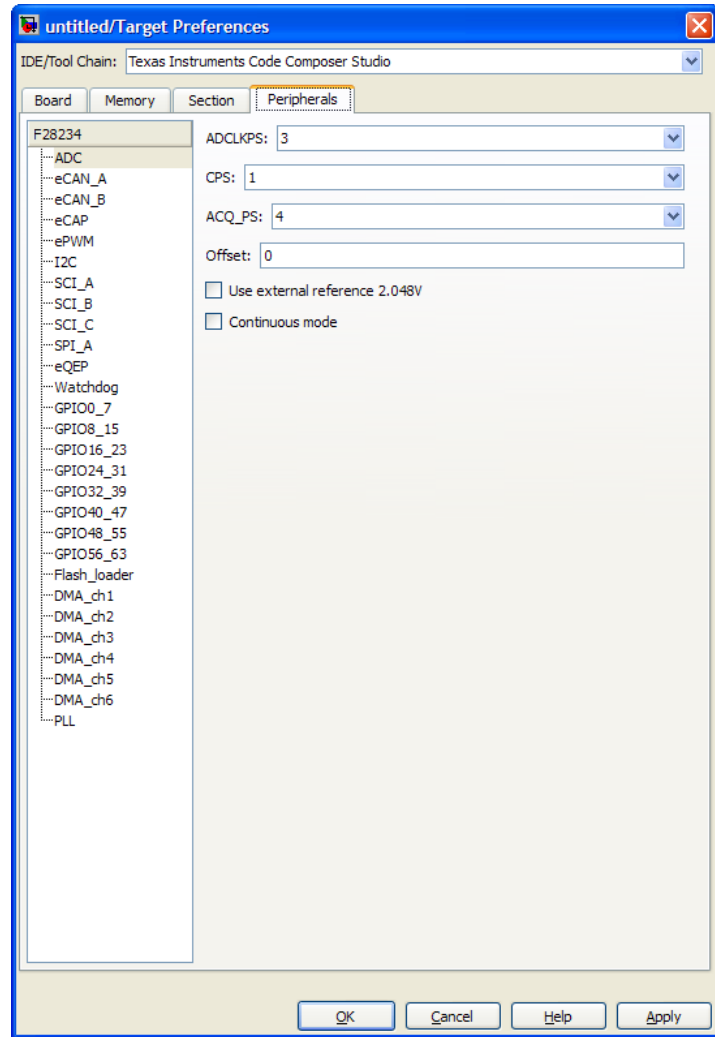 untitled/Target Preferences
IDE/Tool Chain: Texas Instruments Code Composer Studio
Board Memory Section Peripherals
F28234
ADC
eCAN_A
eCAN_B
eCAP
ePWM
I2C
SCI_A
SCI_B
SCI_C
SPI_A
eQEP
Watchdog
GPIO0_7
GPIO8_15
GPIO16_23
GPIO24_31
GPIO32_39
GPIO40_47
GPIO48_55
GPIO56_63
Flash_loader
DMA_ch1
DMA_ch2
DMA_ch3
DMA_ch4
DMA_ch5
DMA_ch6
PLL
ADCLKPS: 3
CPS: 1
ACQ_PS: 4
Offset: 0
Use external reference 2.048V
Continuous mode
OK Cancel Help Apply